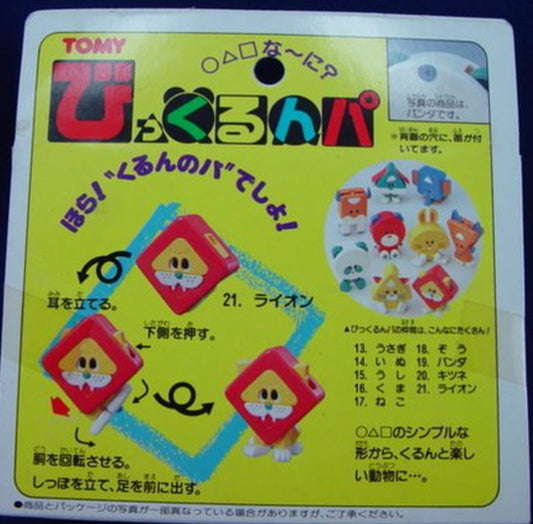 TOMY
○△□な〜に?
びっくるんパ
ほら!"くるんのパ"でしょ!
写真の商品は、
パンダです。
※背面の穴に、笛が付
いてます。
耳を立てる。
21. ライオン
下側を押す。
▲びっくるんパの仲間は、こんなにたくさん!
13. うさぎ 18. ぞう
14. いぬ 19. パンダ
15. うし 20. キツネ
16. くま 21. ライオン
17. ねこ
胴を回転させる。
しっぽを立て、足を前に出す。
○△□のシンプルな
形から、くるんと楽し
い動物に…。
●商品とパッケージの写真が一部異なっている場合がありますが、ご了承ください。